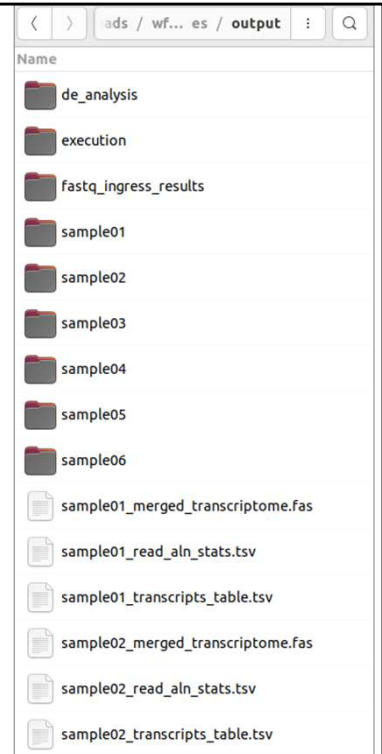 ads / wf... es / output
Name
de_analysis
execution
fastq_ingress_results
sample01
sample02
sample03
sample04
sample05
sample06
sample01_merged_transcriptome.fas
sample01_read_aln_stats.tsv
sample01_transcripts_table.tsv
sample02_merged_transcriptome.fas
sample02_read_aln_stats.tsv
sample02_transcripts_table.tsv